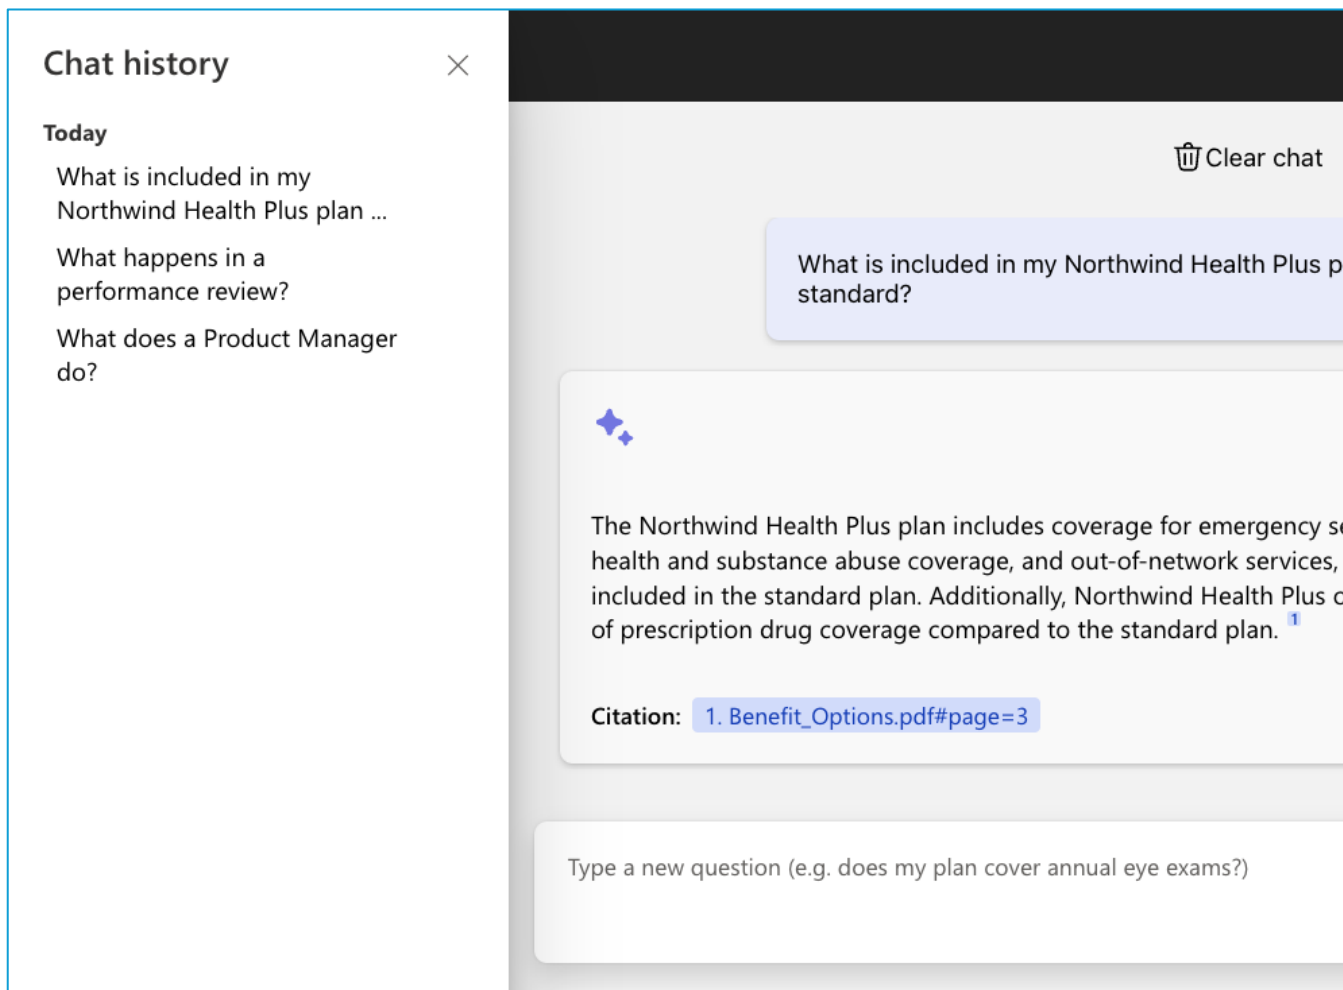 Chat history
Today
What is included in my
Northwind Health Plus plan ...
What happens in a
performance review?
What does a Product Manager
do?
Clear chat
What is included in my Northwind Health Plus
standard?
The Northwind Health Plus plan includes coverage for emergency
health and substance abuse coverage, and out-of-network services,
included in the standard plan. Additionally, Northwind Health Plus
of prescription drug coverage compared to the standard plan. 1
Citation: 1. Benefit_Options.pdf#page=3
Type a new question (e.g. does my plan cover annual eye exams?)